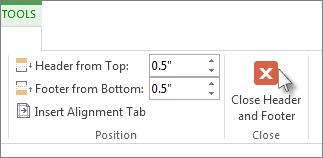 TOOLS
Header from Top: 0.5"
Footer from Bottom: 0.5"
Insert Alignment Tab
Position
Close Header
and Footer
Close